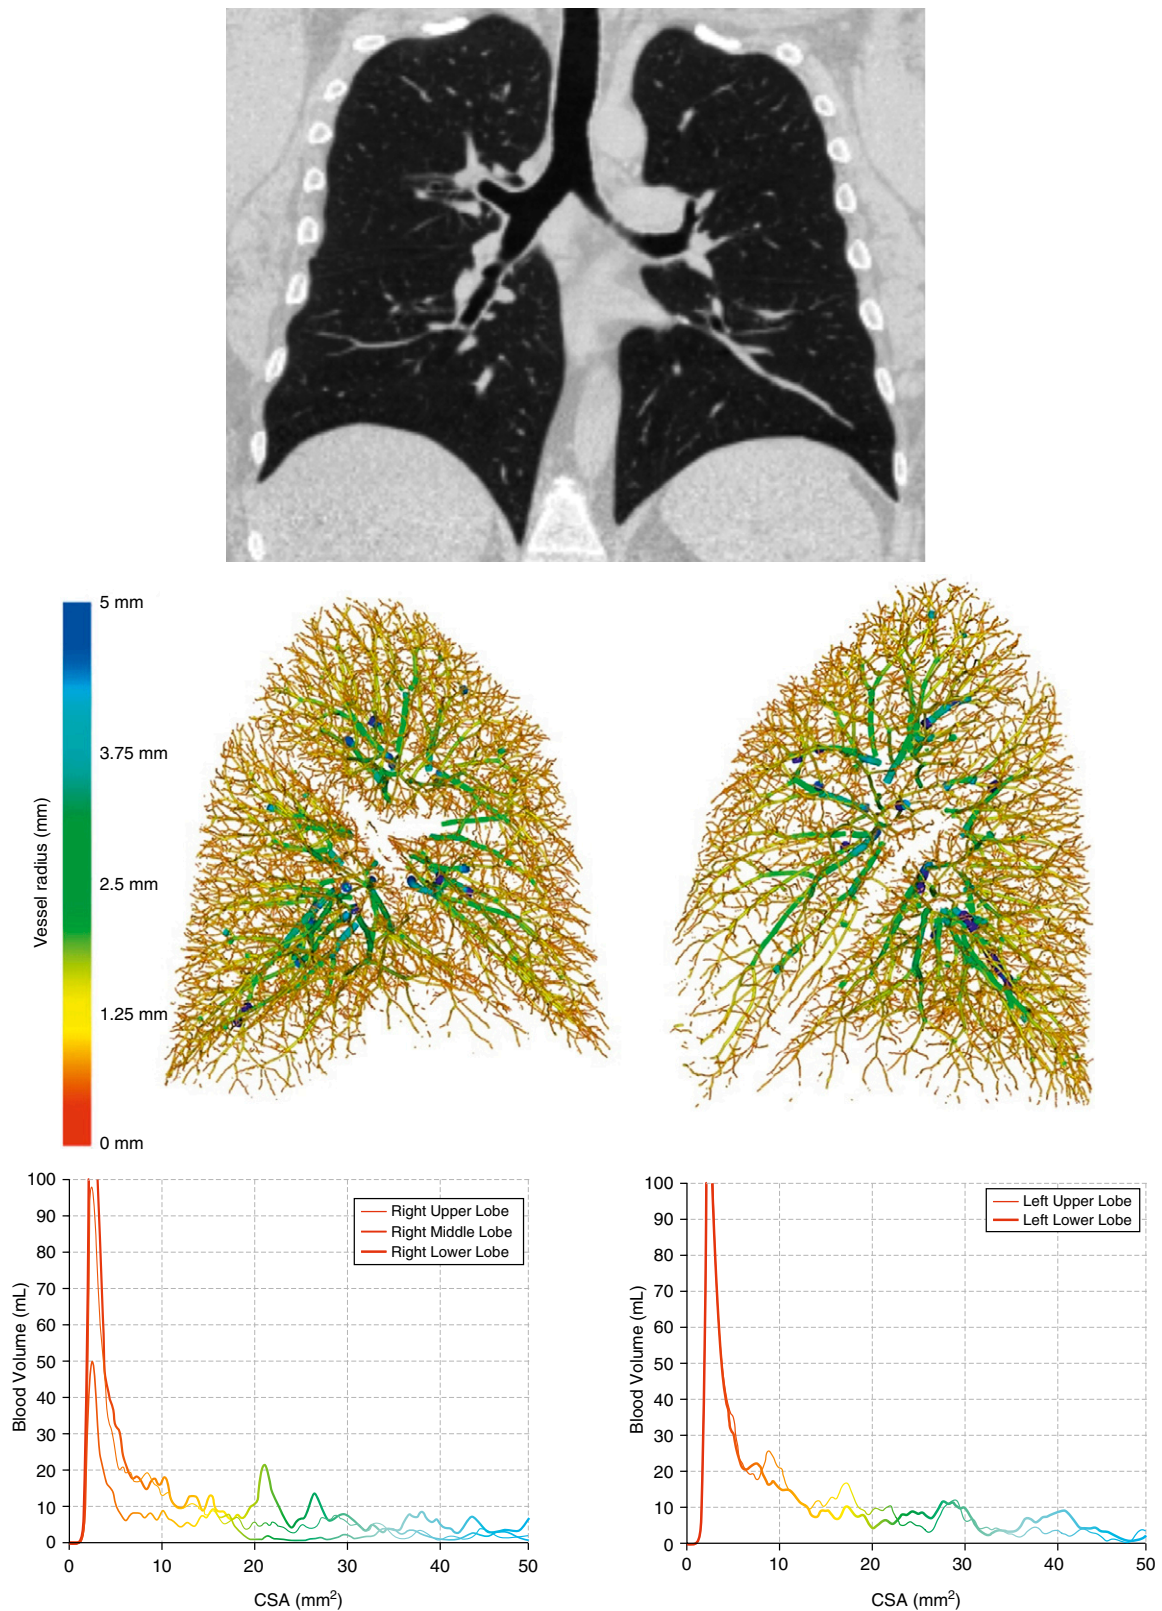 5 mm
3.75 mm
2.5 mm
1.25 mm
0 mm
Vessel radius (mm)
100
90
80
70
60
50
40
30
20
10
0
Blood Volume (mL)
Right Upper Lobe
Right Middle Lobe
Right Lower Lobe
0 10 20 30 40 50
CSA (mm²)
100
90
80
70
60
50
40
30
20
10
0
Blood Volume (mL)
Left Upper Lobe
Left Lower Lobe
0 10 20 30 40 50
CSA (mm²)